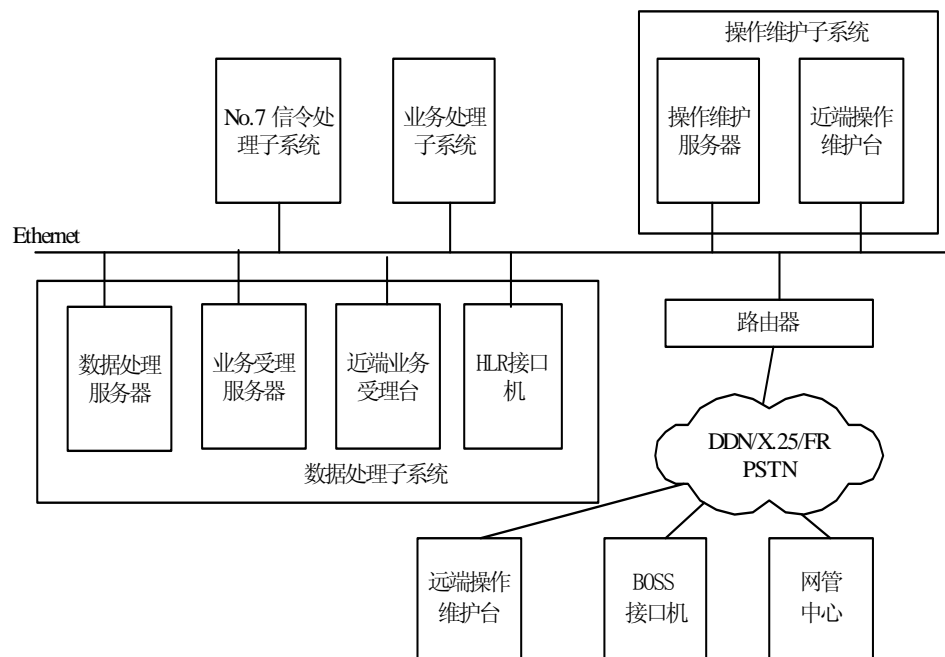 操作维护子系统
No.7 信令处
理子系统
业务处理
子系统
操作维护
服务器
近端操作
维护台
Ethernet
数据处理
服务器
业务受理
服务器
近端业务
受理台
HLR接口
机
数据处理子系统
路由器
DDN/X.25/FR
PSTN
远端操作
维护台
BOSS
接口机
网管
中心